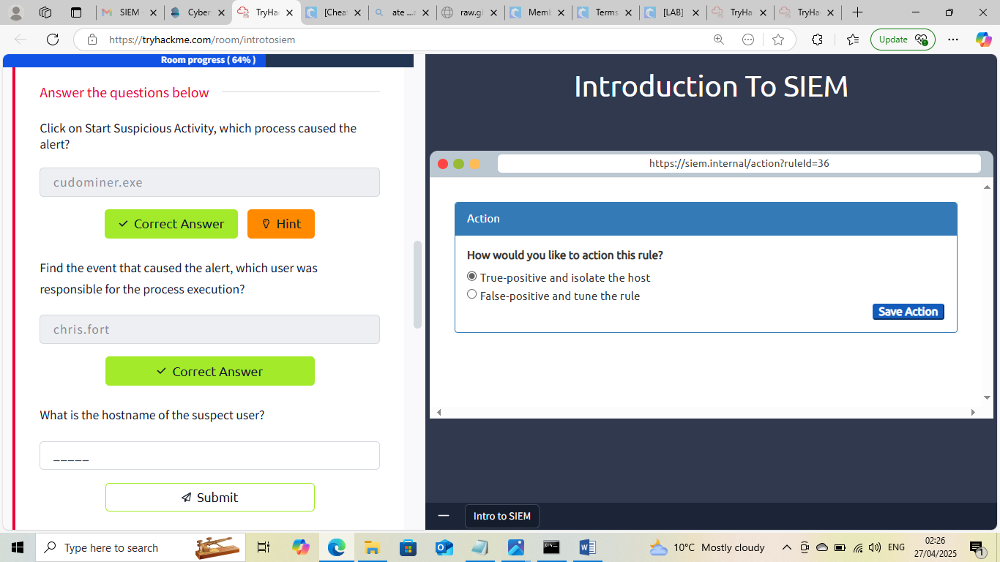 SIEM
Cyber
TryHac
[Chea
ate ...a
raw.gi
Memb
Terms
[LAB]
TryHa
TryHa
https://tryhackme.com/room/introtosiem
Update
Room progress ( 64% )
Answer the questions below
Click on Start Suspicious Activity, which process caused the
alert?
cudominer.exe
Correct Answer
Hint
Find the event that caused the alert, which user was
responsible for the process execution?
chris.fort
Correct Answer
What is the hostname of the suspect user?
_____
Submit
Introduction To SIEM
https://siem.internal/action?ruleId=36
Action
How would you like to action this rule?
True-positive and isolate the host
False-positive and tune the rule
Save Action
Intro to SIEM
Type here to search
10°C Mostly cloudy
ENG
02:26
27/04/2025
1